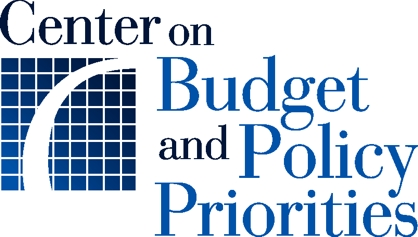 Center on
Budget
and Policy
Priorities